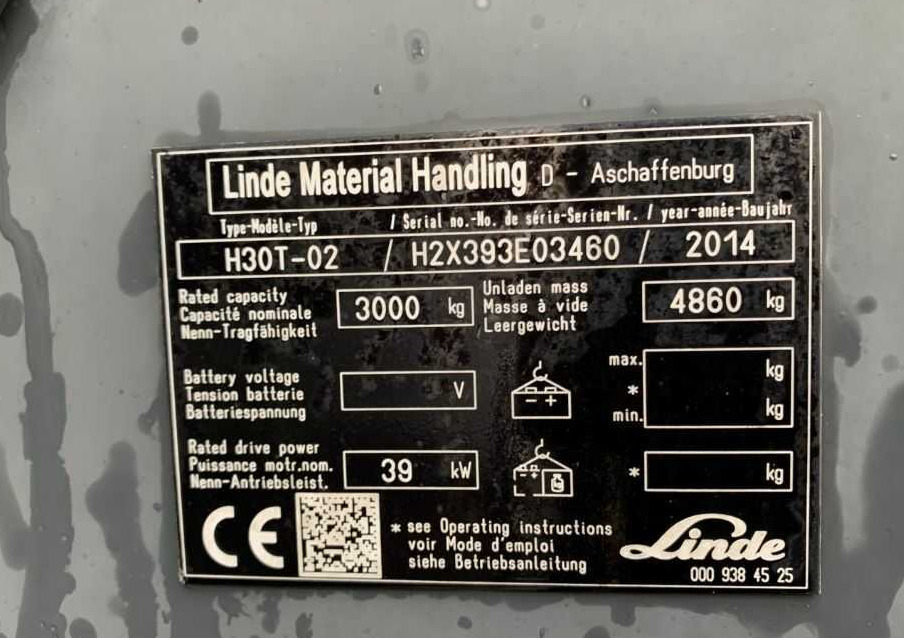 Linde Material Handling D - Aschaffenburg
Type-Modèle-Typ / Serial no.-No. de série-Serien-Nr. / year-année-Baujahr
H30T-02 / H2X393E03460 / 2014
Rated capacity
Capacité nominale
Nenn-Tragfähigkeit
3000 kg
Unladen mass
Masse à vide
Leergewicht
4860 kg
Battery voltage
Tension batterie
Batteriespannung
V
- +
max. kg
*
min. kg
Rated drive power
Puissance motr.nom.
Nenn-Antriebsleist.
39 kW
- + kg
* kg
CE
* see Operating instructions
voir Mode d'emploi
siehe Betriebsanleitung
Linde
000 938 45 25